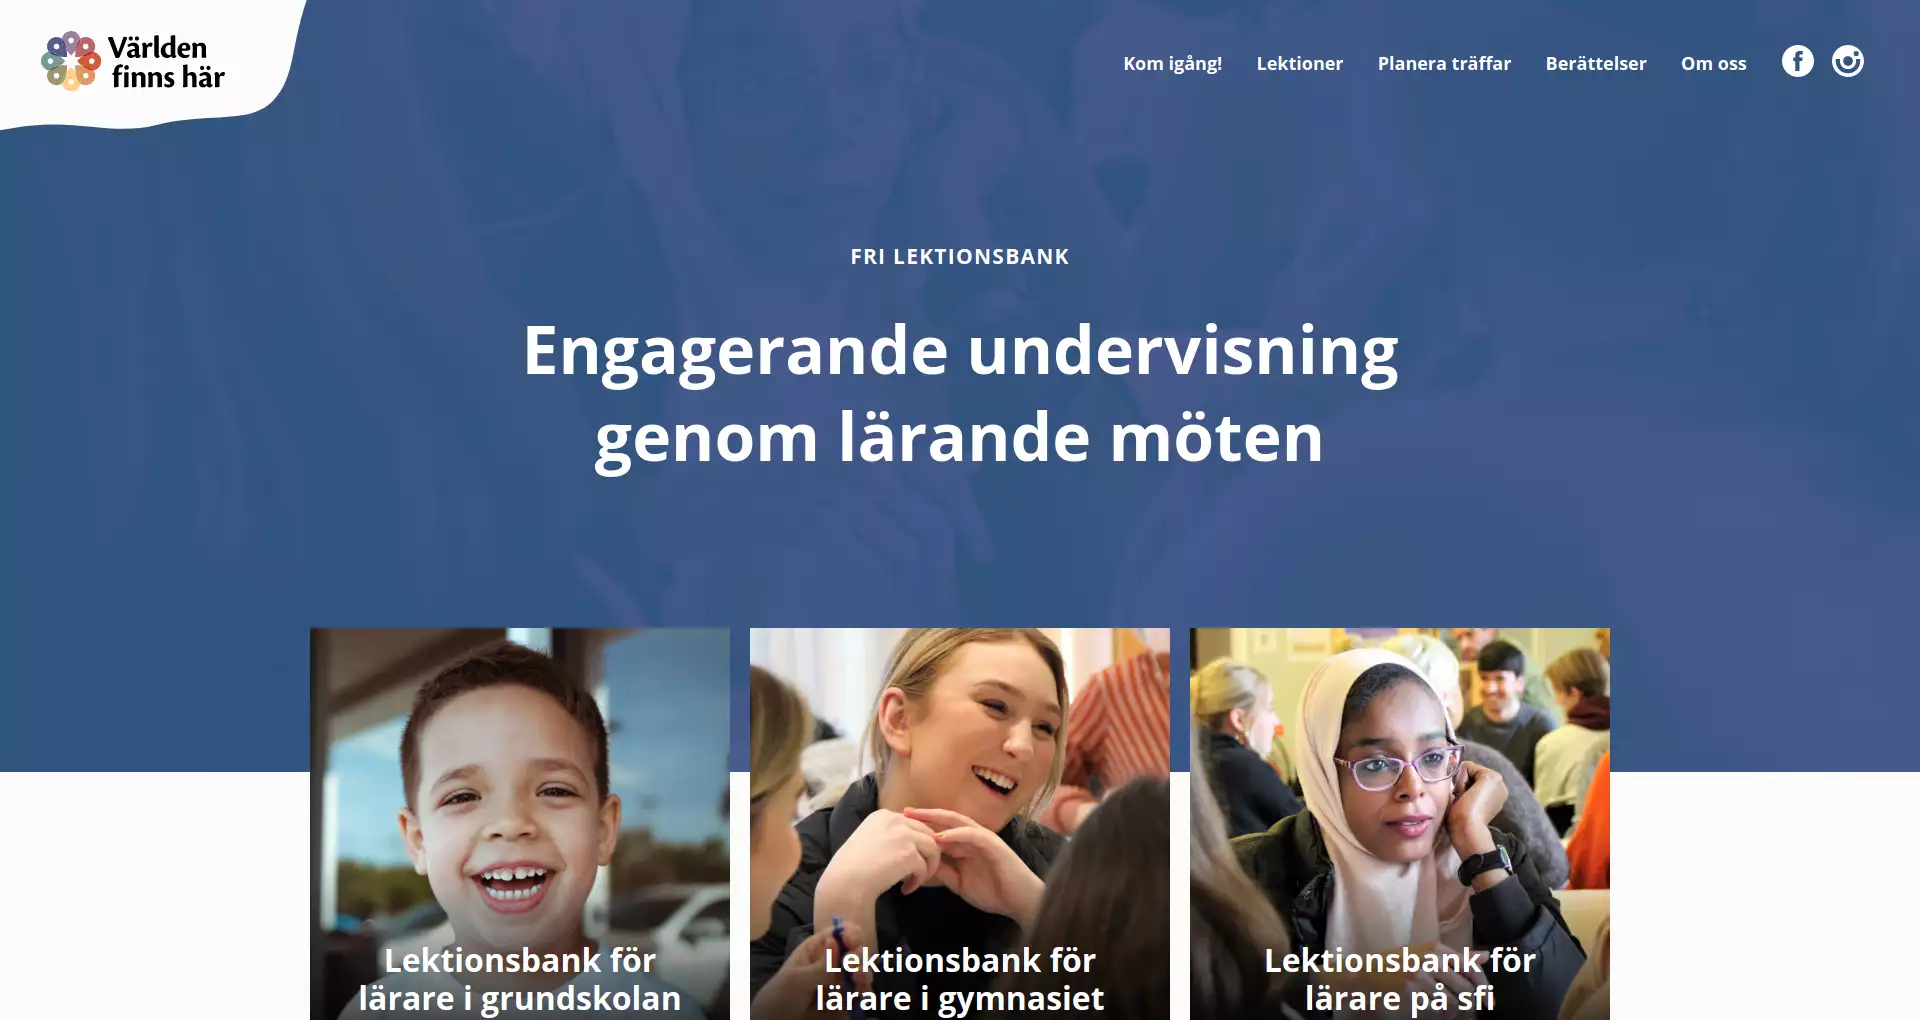 Världen
finns här
Kom igång!
Lektioner
Planera träffar
Berättelser
Om oss
FRI LEKTIONSBANK
Engagerande undervisning
genom lärande möten
Lektionsbank för
lärare i grundskolan
Lektionsbank för
lärare i gymnasiet
Lektionsbank för
lärare på sfi